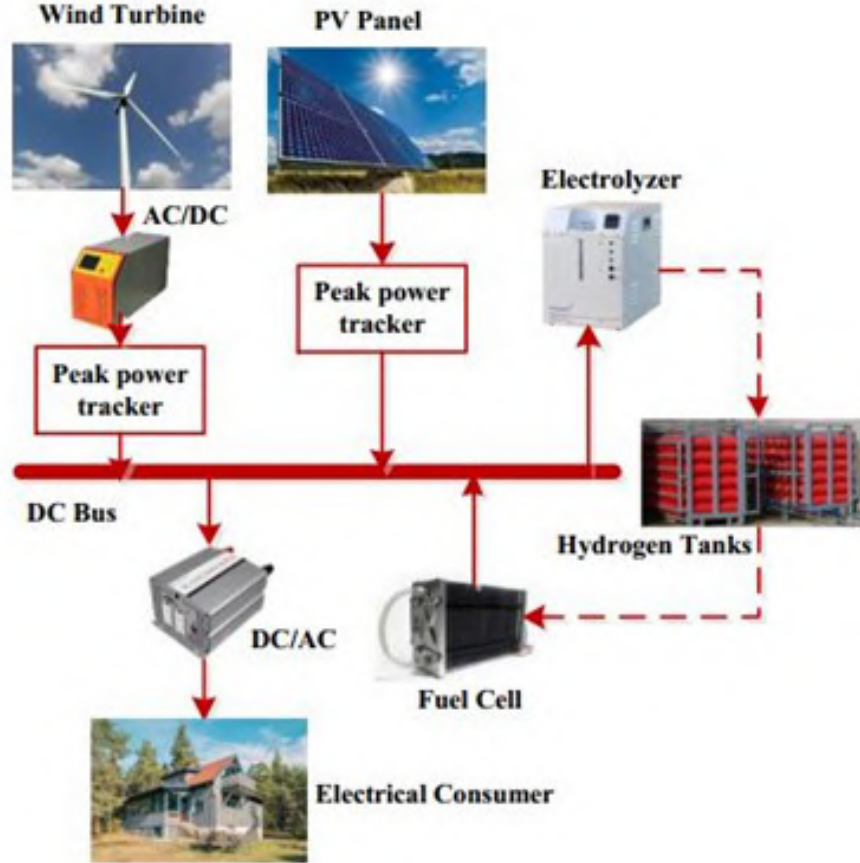 Wind Turbine
PV Panel
Electrolyzer
AC/DC
Peak power
tracker
Peak power
tracker
DC Bus
Hydrogen Tanks
DC/AC
Fuel Cell
Electrical Consumer